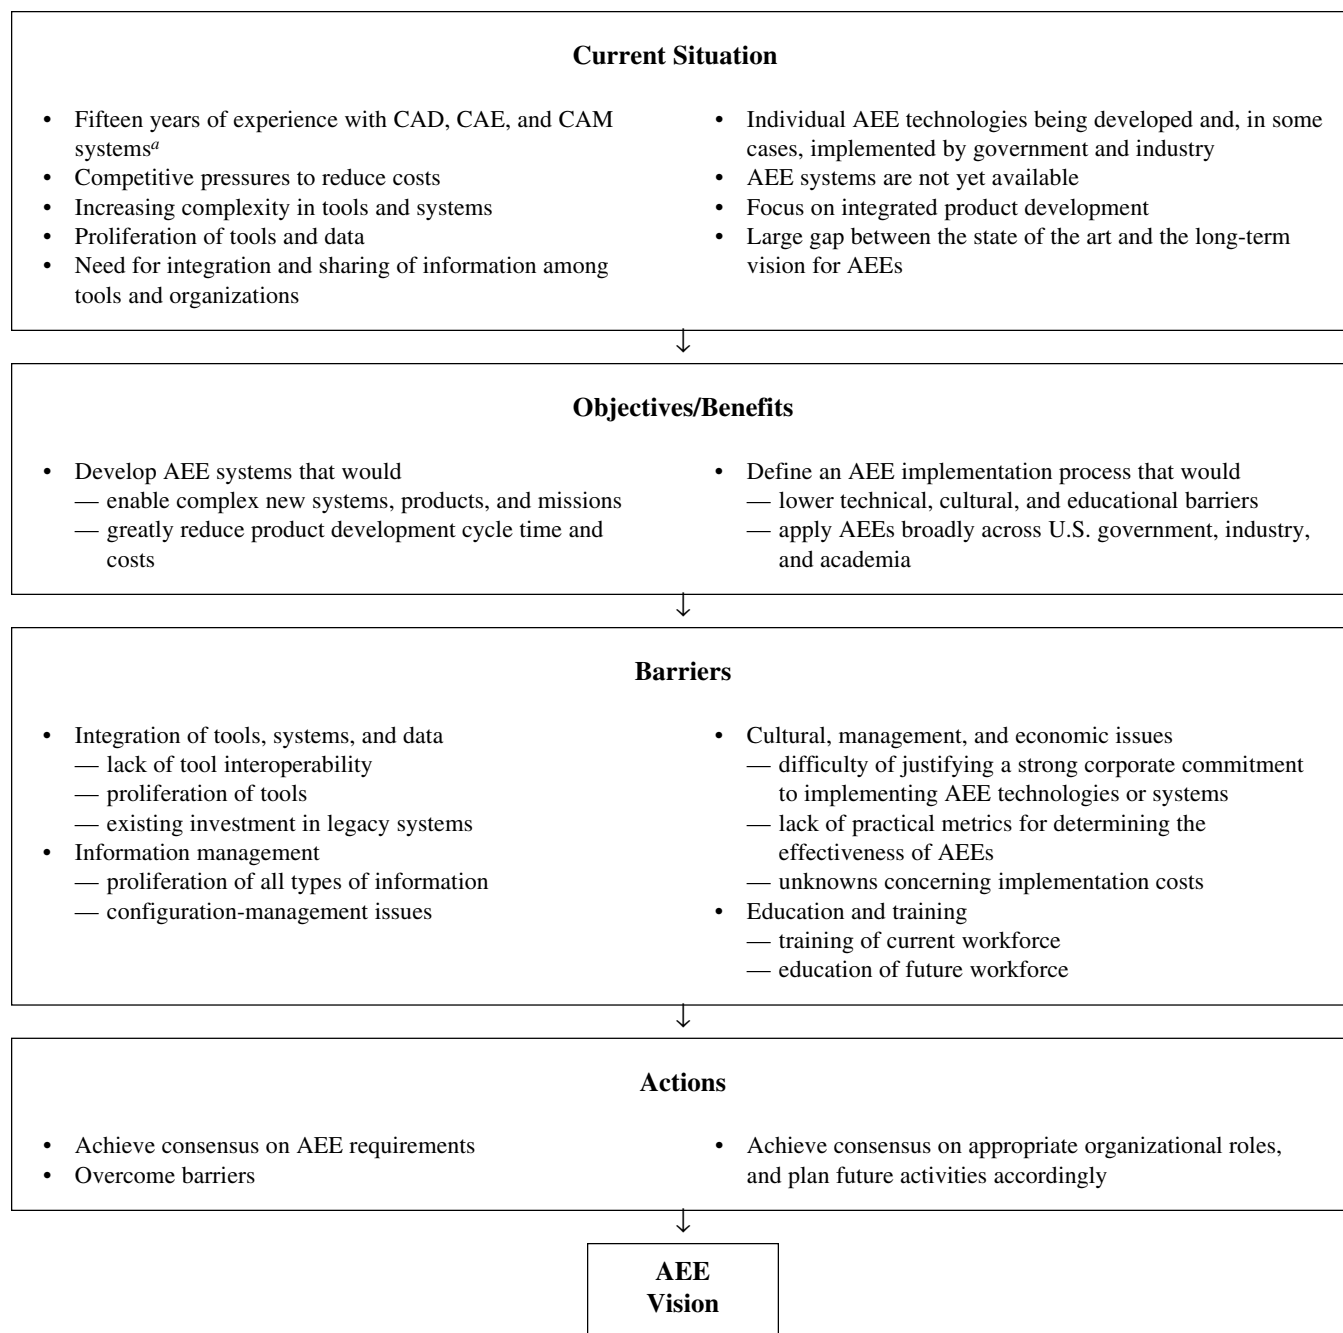 Current Situation
• Fifteen years of experience with CAD, CAE, and CAM
systemsa
• Competitive pressures to reduce costs
• Increasing complexity in tools and systems
• Proliferation of tools and data
• Need for integration and sharing of information among
tools and organizations
• Individual AEE technologies being developed and, in some
cases, implemented by government and industry
• AEE systems are not yet available
• Focus on integrated product development
• Large gap between the state of the art and the long-term
vision for AEEs
↓
Objectives/Benefits
• Develop AEE systems that would
— enable complex new systems, products, and missions
— greatly reduce product development cycle time and
costs
• Define an AEE implementation process that would
— lower technical, cultural, and educational barriers
— apply AEEs broadly across U.S. government, industry,
and academia
↓
Barriers
• Integration of tools, systems, and data
— lack of tool interoperability
— proliferation of tools
— existing investment in legacy systems
• Information management
— proliferation of all types of information
— configuration-management issues
• Cultural, management, and economic issues
— difficulty of justifying a strong corporate commitment
to implementing AEE technologies or systems
— lack of practical metrics for determining the
effectiveness of AEEs
— unknowns concerning implementation costs
• Education and training
— training of current workforce
— education of future workforce
↓
Actions
• Achieve consensus on AEE requirements
• Overcome barriers
• Achieve consensus on appropriate organizational roles,
and plan future activities accordingly
↓
AEE
Vision